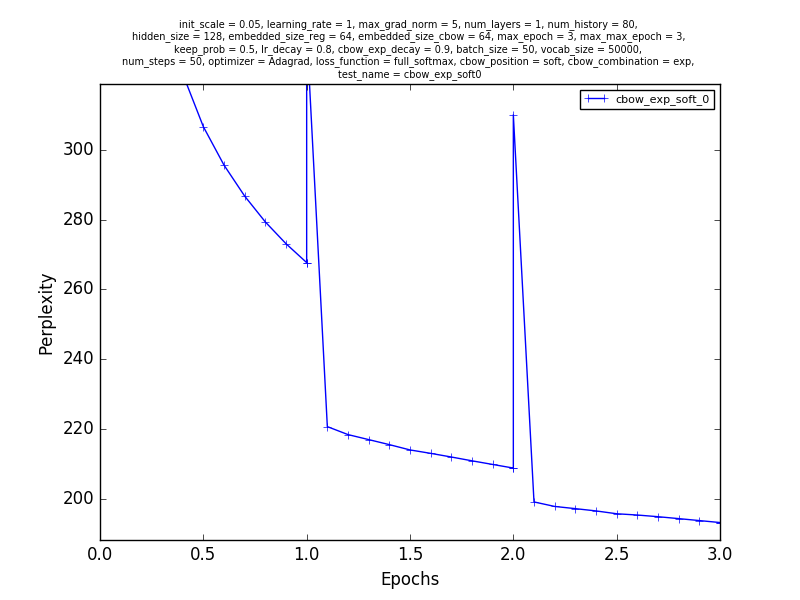 init_scale = 0.05, learning_rate = 1, max_grad_norm = 5, num_layers = 1, num_history = 80,
hidden_size = 128, embedded_size_reg = 64, embedded_size_cbow = 64, max_epoch = 3, max_max_epoch = 3,
keep_prob = 0.5, lr_decay = 0.8, cbow_exp_decay = 0.9, batch_size = 50, vocab_size = 50000,
num_steps = 50, optimizer = Adagrad, loss_function = full_softmax, cbow_position = soft, cbow_combination = exp,
test_name = cbow_exp_soft0
cbow_exp_soft_0
300
280
260
240
220
200
Perplexity
0.0 0.5 1.0 1.5 2.0 2.5 3.0
Epochs